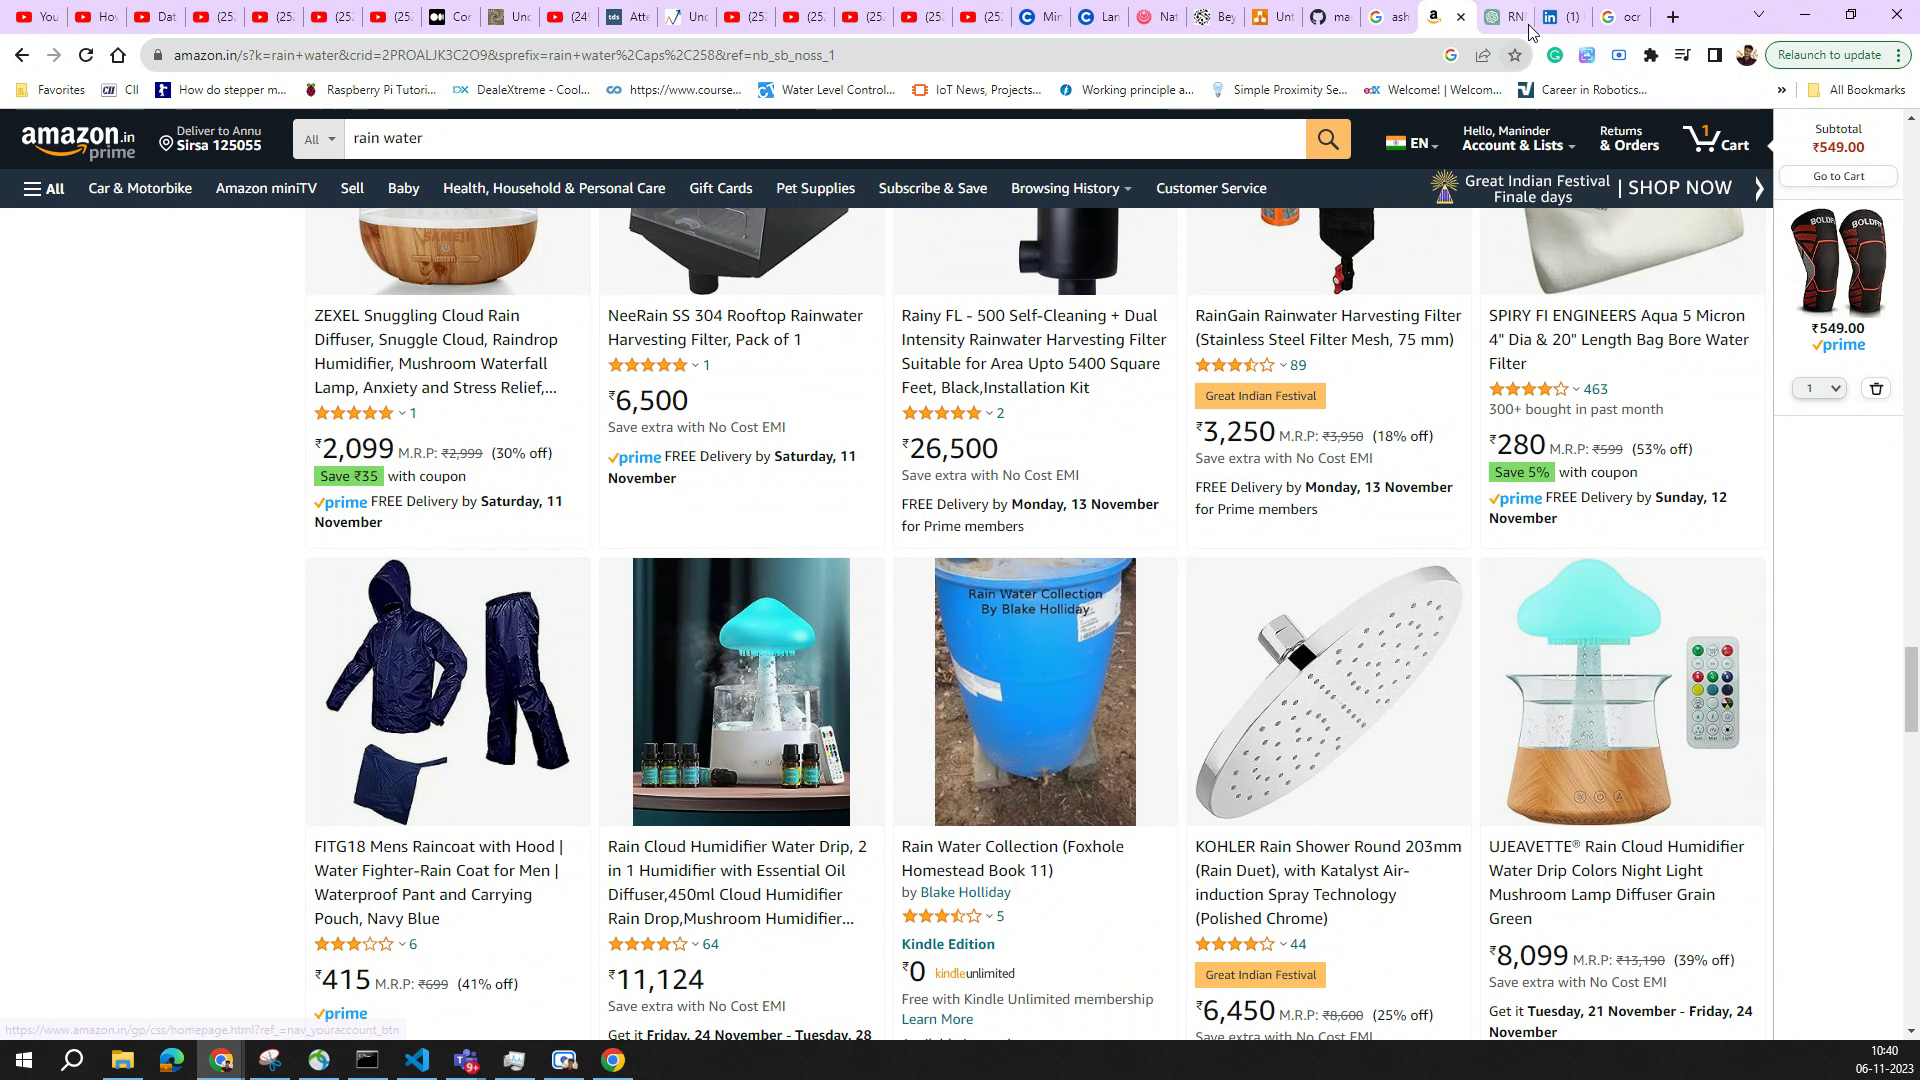 You
Hov
Dat
(252
(252
(252
(252
Cor
Unc
(249
tds
Atte
Unc
(252
(252
(252
(252
(252
Mir
Lan
Nat
Bey
Unt
ma
ash
RNI
(1)
ocr
amazon.in/s?k=rain+water&crid=2PROALJK3C2O9&sprefix=rain+water%2Caps%2C258&ref=nb_sb_noss_1
Relaunch to update
Favorites
CII
How do stepper m...
Raspberry Pi Tutori...
DX DealeXtreme - Cool...
https://www.course...
Water Level Control...
IoT News, Projects...
Working principle a...
Simple Proximity Se...
edX Welcome! | Welcom...
Career in Robotics...
»
All Bookmarks
amazon.in
prime
Deliver to Annu
Sirsa 125055
All
rain water
EN
Hello, Maninder
Account & Lists
Returns
& Orders
1
Cart
Subtotal
₹549.00
Go to Cart
All
Car & Motorbike
Amazon miniTV
Sell
Baby
Health, Household & Personal Care
Gift Cards
Pet Supplies
Subscribe & Save
Browsing History
Customer Service
Great Indian Festival
Finale days
| SHOP NOW
BOLDFIT
BOLDFIT
₹549.00
prime
1
ZEXEL Snuggling Cloud Rain
Diffuser, Snuggle Cloud, Raindrop
Humidifier, Mushroom Waterfall
Lamp, Anxiety and Stress Relief,...
1
₹2,099 M.R.P: ₹2,999 (30% off)
Save ₹35 with coupon
prime FREE Delivery by Saturday, 11
November
NeeRain SS 304 Rooftop Rainwater
Harvesting Filter, Pack of 1
1
₹6,500
Save extra with No Cost EMI
prime FREE Delivery by Saturday, 11
November
Rainy FL - 500 Self-Cleaning + Dual
Intensity Rainwater Harvesting Filter
Suitable for Area Upto 5400 Square
Feet, Black,Installation Kit
2
₹26,500
Save extra with No Cost EMI
FREE Delivery by Monday, 13 November
for Prime members
RainGain Rainwater Harvesting Filter
(Stainless Steel Filter Mesh, 75 mm)
89
Great Indian Festival
₹3,250 M.R.P: ₹3,950 (18% off)
Save extra with No Cost EMI
FREE Delivery by Monday, 13 November
for Prime members
SPIRY FI ENGINEERS Aqua 5 Micron
4" Dia & 20" Length Bag Bore Water
Filter
463
300+ bought in past month
₹280 M.R.P: ₹599 (53% off)
Save 5% with coupon
prime FREE Delivery by Sunday, 12
November
Rain Water Collection
By Blake Holliday
FITG18 Mens Raincoat with Hood |
Water Fighter-Rain Coat for Men |
Waterproof Pant and Carrying
Pouch, Navy Blue
6
₹415 M.R.P: ₹699 (41% off)
prime
Rain Cloud Humidifier Water Drip, 2
in 1 Humidifier with Essential Oil
Diffuser,450ml Cloud Humidifier
Rain Drop,Mushroom Humidifier...
64
₹11,124
Save extra with No Cost EMI
Get it Friday, 24 November - Tuesday, 28
Rain Water Collection (Foxhole
Homestead Book 11)
by Blake Holliday
5
Kindle Edition
₹0 kindleunlimited
Free with Kindle Unlimited membership
Learn More
KOHLER Rain Shower Round 203mm
(Rain Duet), with Katalyst Air-
induction Spray Technology
(Polished Chrome)
44
Great Indian Festival
₹6,450 M.R.P: ₹8,600 (25% off)
Save extra with No Cost EMI
UJEAVETTE® Rain Cloud Humidifier
Water Drip Colors Night Light
Mushroom Lamp Diffuser Grain
Green
₹8,099 M.R.P: ₹13,190 (39% off)
Save extra with No Cost EMI
Get it Tuesday, 21 November - Friday, 24
November
https://www.amazon.in/gp/css/homepage.html?ref_=nav_youraccount_btn
9+
10:40
06-11-2023